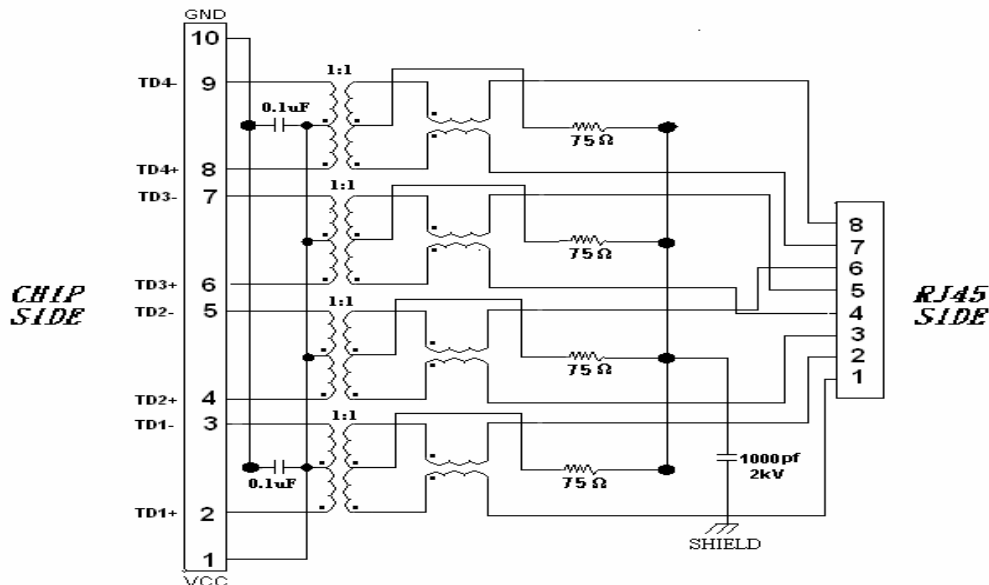 GND
10
TD4-
9
1:1
0.1uF
75Ω
TD4+
8
1:1
TD3-
7
8
7
75Ω
6
CHIP
SIDE
TD3+
6
5
RJ45
SIDE
TD2-
5
1:1
4
3
75Ω
2
TD2+
4
1
TD1-
3
1:1
0.1uF
75Ω
1000pf
2kV
TD1+
2
SHIELD
1
VCC